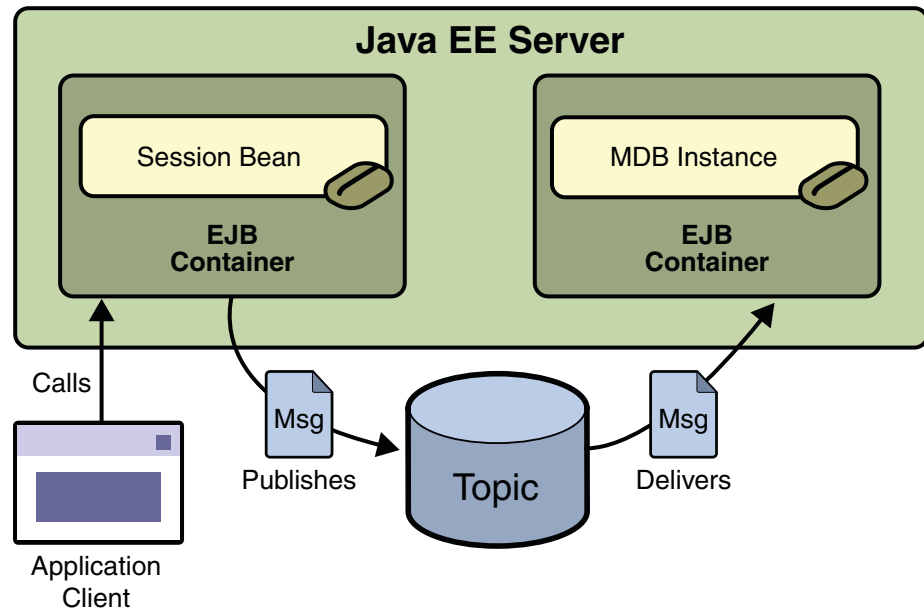 Java EE Server
Session Bean
EJB
Container
MDB Instance
EJB
Container
Calls
Msg
Publishes
Topic
Msg
Delivers
Application
Client